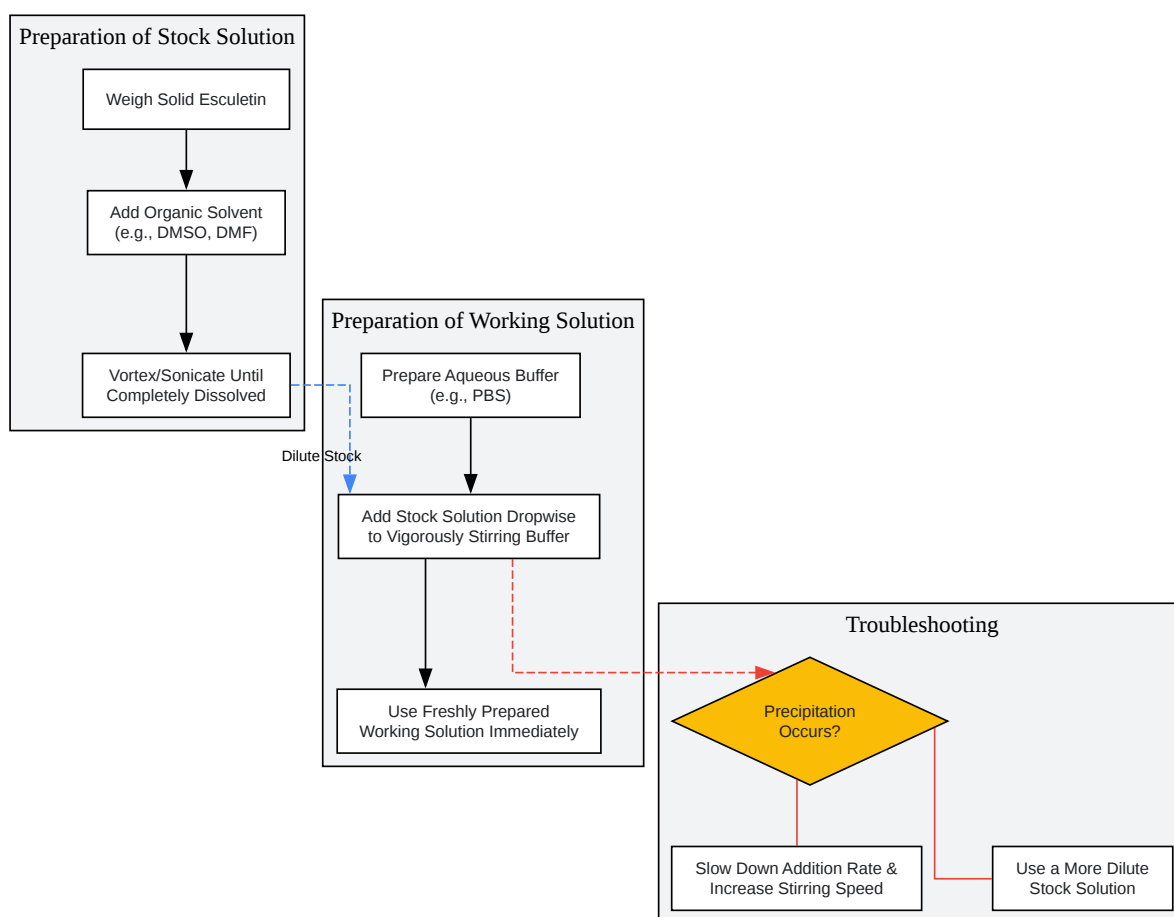 Preparation of Stock Solution
Weigh Solid Esculetin
Add Organic Solvent
(e.g., DMSO, DMF)
Vortex/Sonicate Until
Completely Dissolved
Preparation of Working Solution
Prepare Aqueous Buffer
(e.g., PBS)
Dilute Stock
Add Stock Solution Dropwise
to Vigorously Stirring Buffer
Use Freshly Prepared
Working Solution Immediately
Troubleshooting
Precipitation
Occurs?
Slow Down Addition Rate &
Increase Stirring Speed
Use a More Dilute
Stock Solution